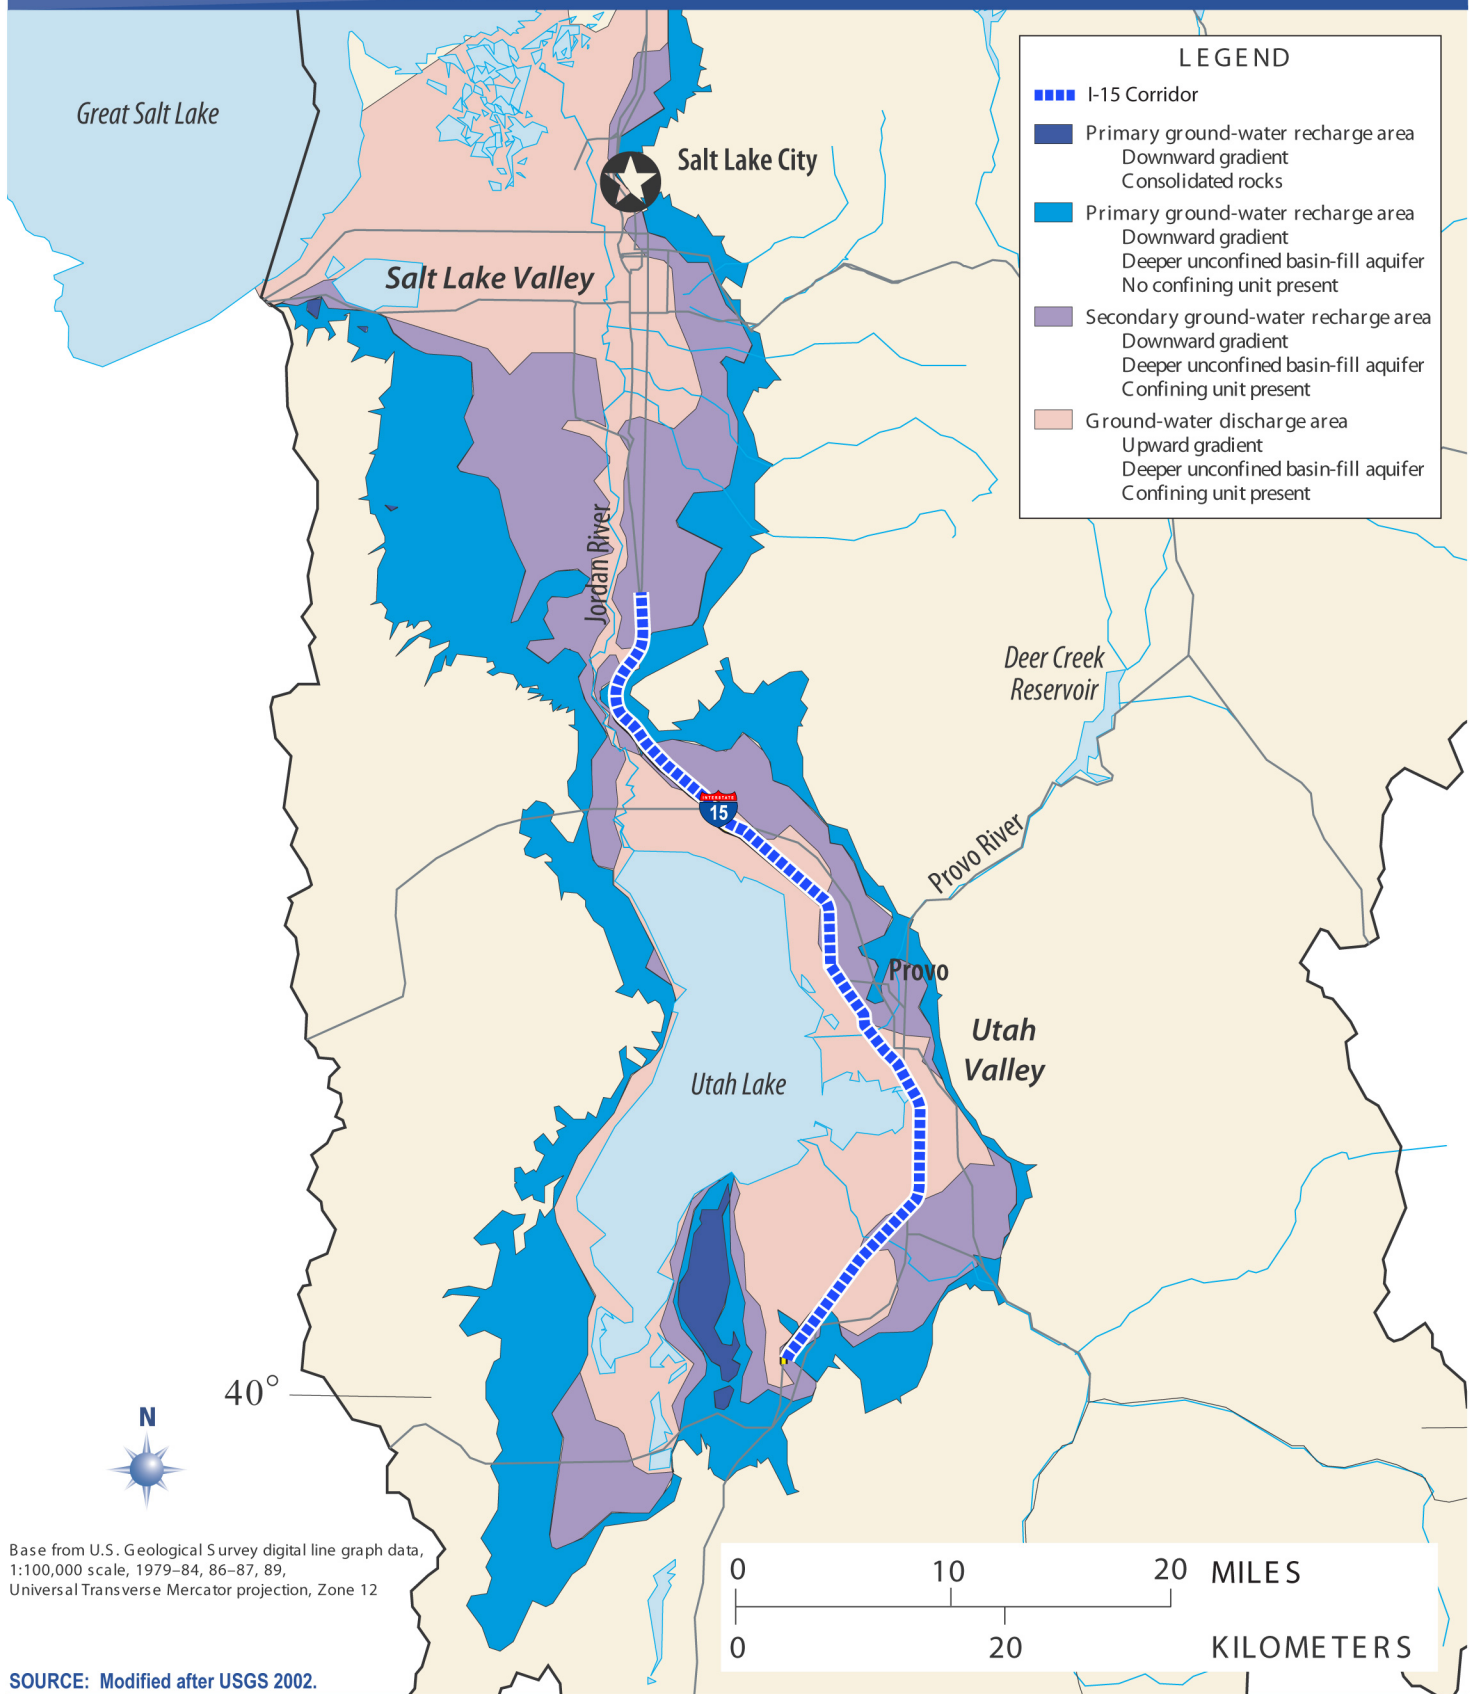 Great Salt Lake
Salt Lake City
Salt Lake Valley
LEGEND
I-15 Corridor
Primary ground-water recharge area
Downward gradient
Consolidated rocks
Primary ground-water recharge area
Downward gradient
Deeper unconfined basin-fill aquifer
No confining unit present
Secondary ground-water recharge area
Downward gradient
Deeper unconfined basin-fill aquifer
Confining unit present
Ground-water discharge area
Upward gradient
Deeper unconfined basin-fill aquifer
Confining unit present
Jordan River
Deer Creek
Reservoir
INTERSTATE
15
Provo River
Provo
Utah
Valley
Utah Lake
40°
N
Base from U.S. Geological Survey digital line graph data,
1:100,000 scale, 1979–84, 86–87, 89,
Universal Transverse Mercator projection, Zone 12
0 10 20 MILES
0 20 KILOMETERS
SOURCE: Modified after USGS 2002.